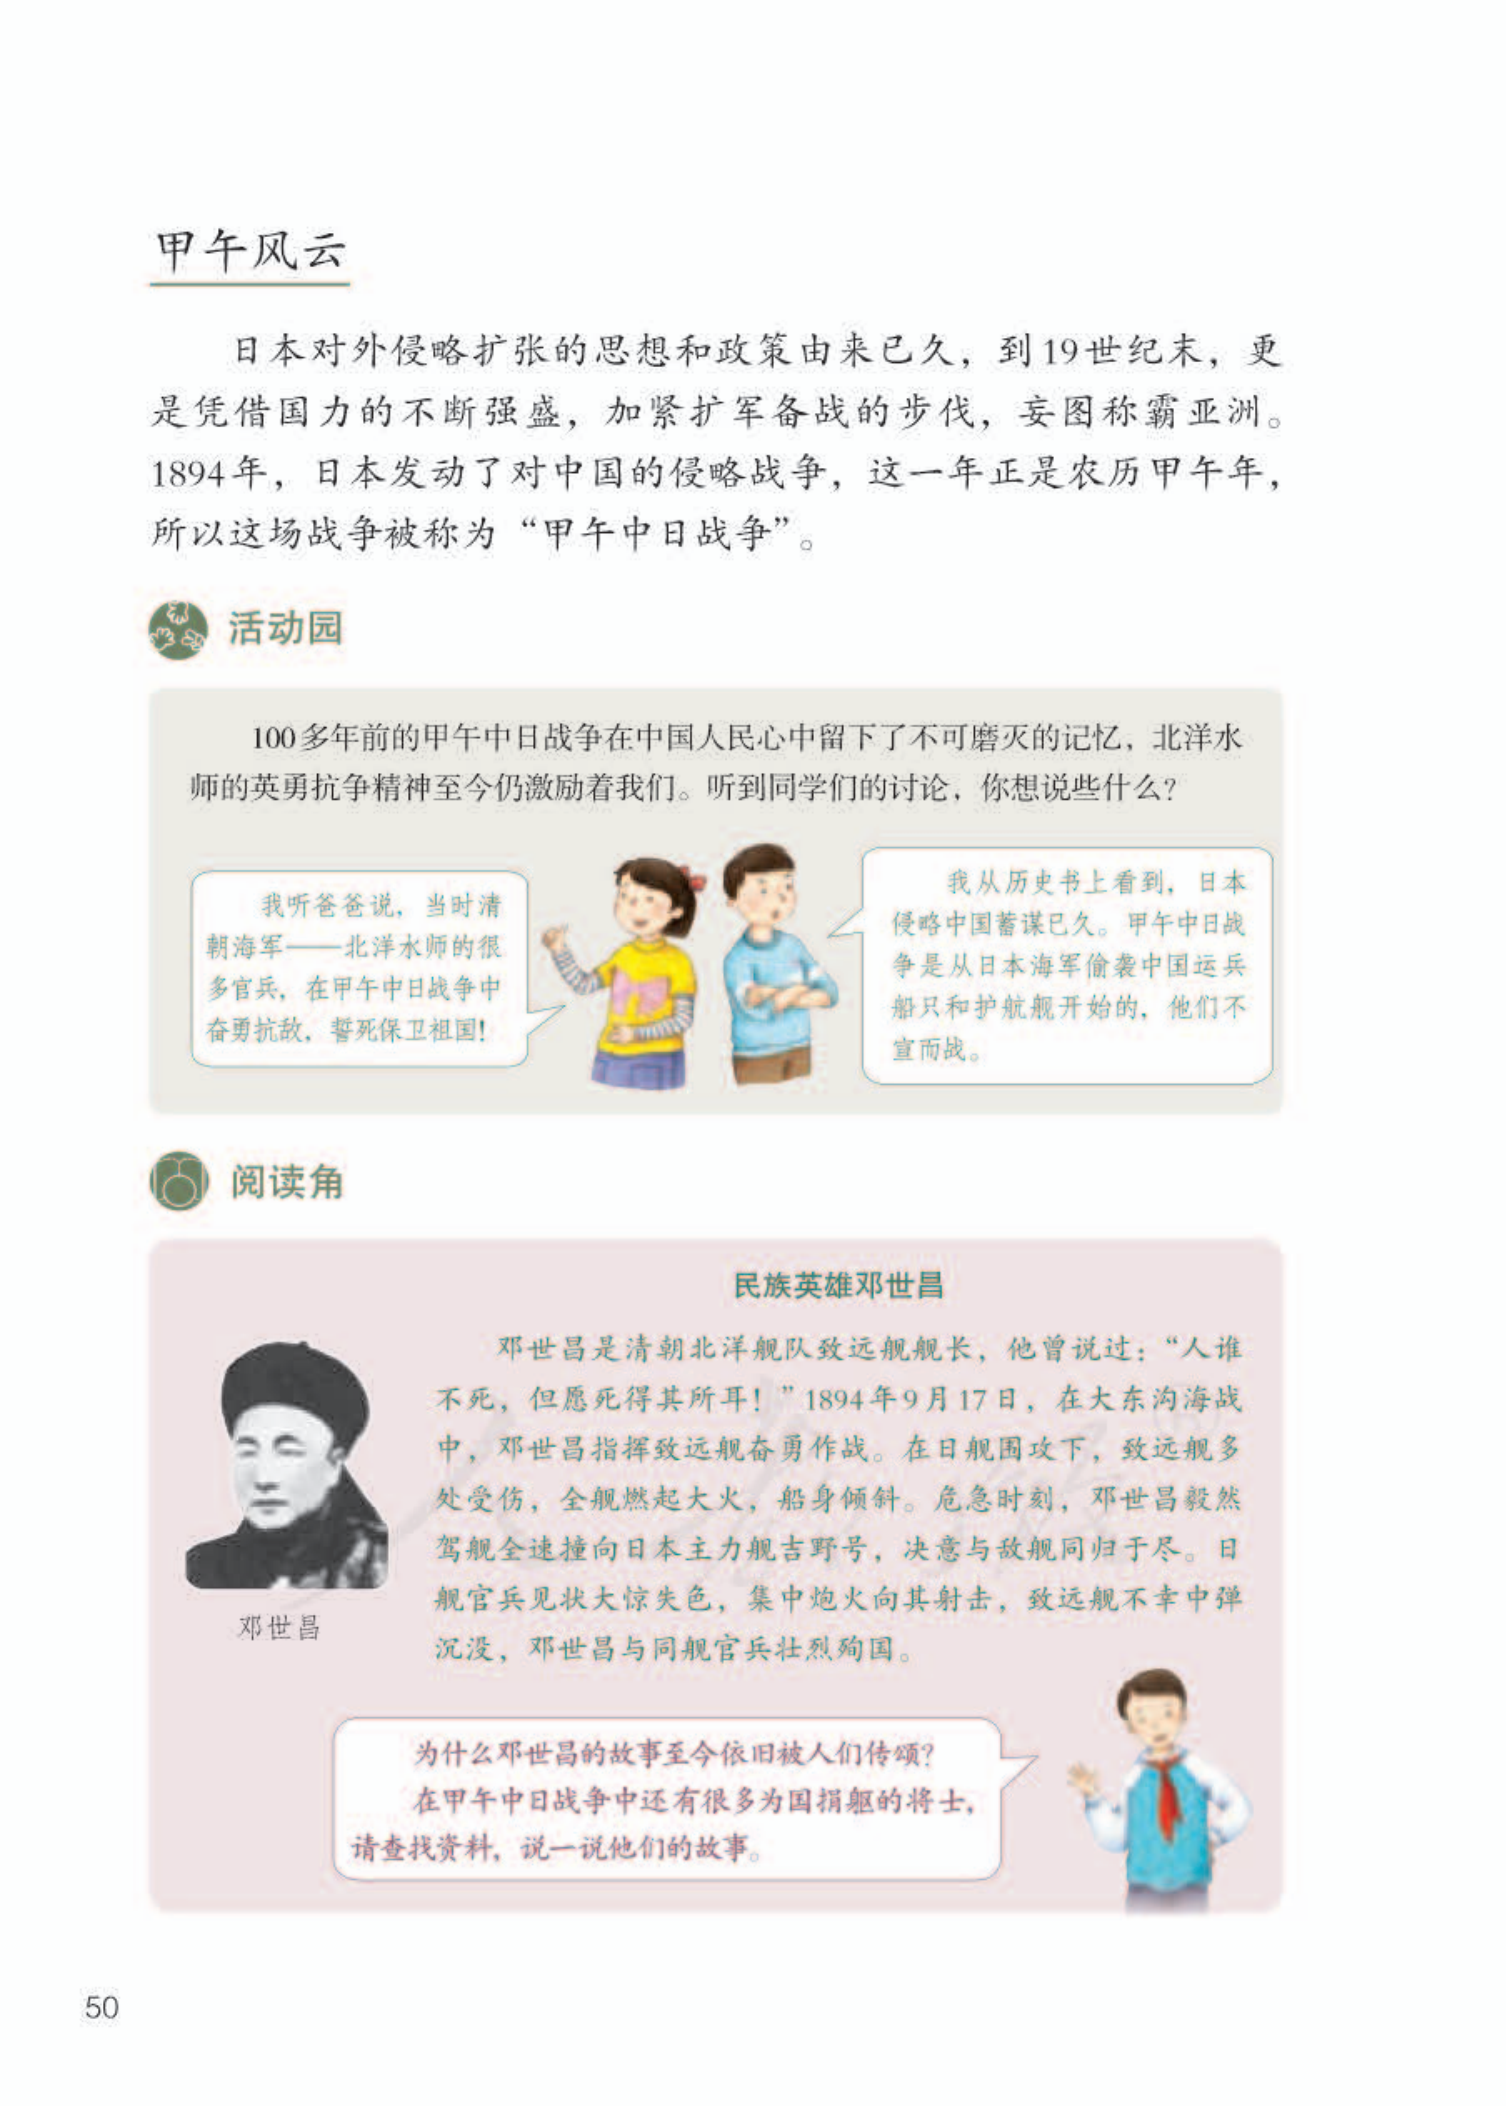 甲午风云
日本对外侵略扩张的思想和政策由来已久，到19世纪末，更
是凭借国力的不断强盛，加紧扩军备战的步伐，妄图称霸亚洲。
1894年，日本发动了对中国的侵略战争，这一年正是农历甲午年，
所以这场战争被称为“甲午中日战争”。
活动园
100多年前的甲午中日战争在中国人民心中留下了不可磨灭的记忆，北洋水
师的英勇抗争精神至今仍激励着我们。听到同学们的讨论，你想说些什么？
我听爸爸说，当时清
朝海军——北洋水师的很
多官兵，在甲午中日战争中
奋勇抗敌，誓死保卫祖国！
我从历史书上看到，日本
侵略中国蓄谋已久。甲午中日战
争是从日本海军偷袭中国运兵
船只和护航舰开始的，他们不
宣而战。
阅读角
民族英雄邓世昌
邓世昌是清朝北洋舰队致远舰舰长，他曾说过：“人谁
不死，但愿死得其所耳！”1894年9月17日，在大东沟海战
中，邓世昌指挥致远舰奋勇作战。在日舰围攻下，致远舰多
处受伤，全舰燃起大火，船身倾斜。危急时刻，邓世昌毅然
驾舰全速撞向日本主力舰吉野号，决意与敌舰同归于尽。日
舰官兵见状大惊失色，集中炮火向其射击，致远舰不幸中弹
沉没，邓世昌与同舰官兵壮烈殉国。
邓世昌
为什么邓世昌的故事至今依旧被人们传颂？
在甲午中日战争中还有很多为国捐躯的将士，
请查找资料，说一说他们的故事。
50